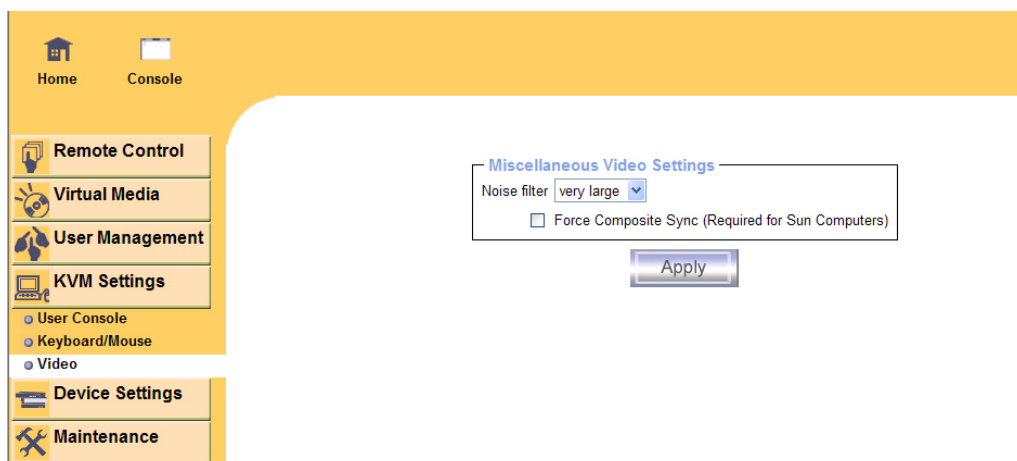 Home Console
Remote Control
Virtual Media
User Management
KVM Settings
User Console
Keyboard/Mouse
Video
Device Settings
Maintenance
Miscellaneous Video Settings
Noise filter very large
Force Composite Sync (Required for Sun Computers)
Apply